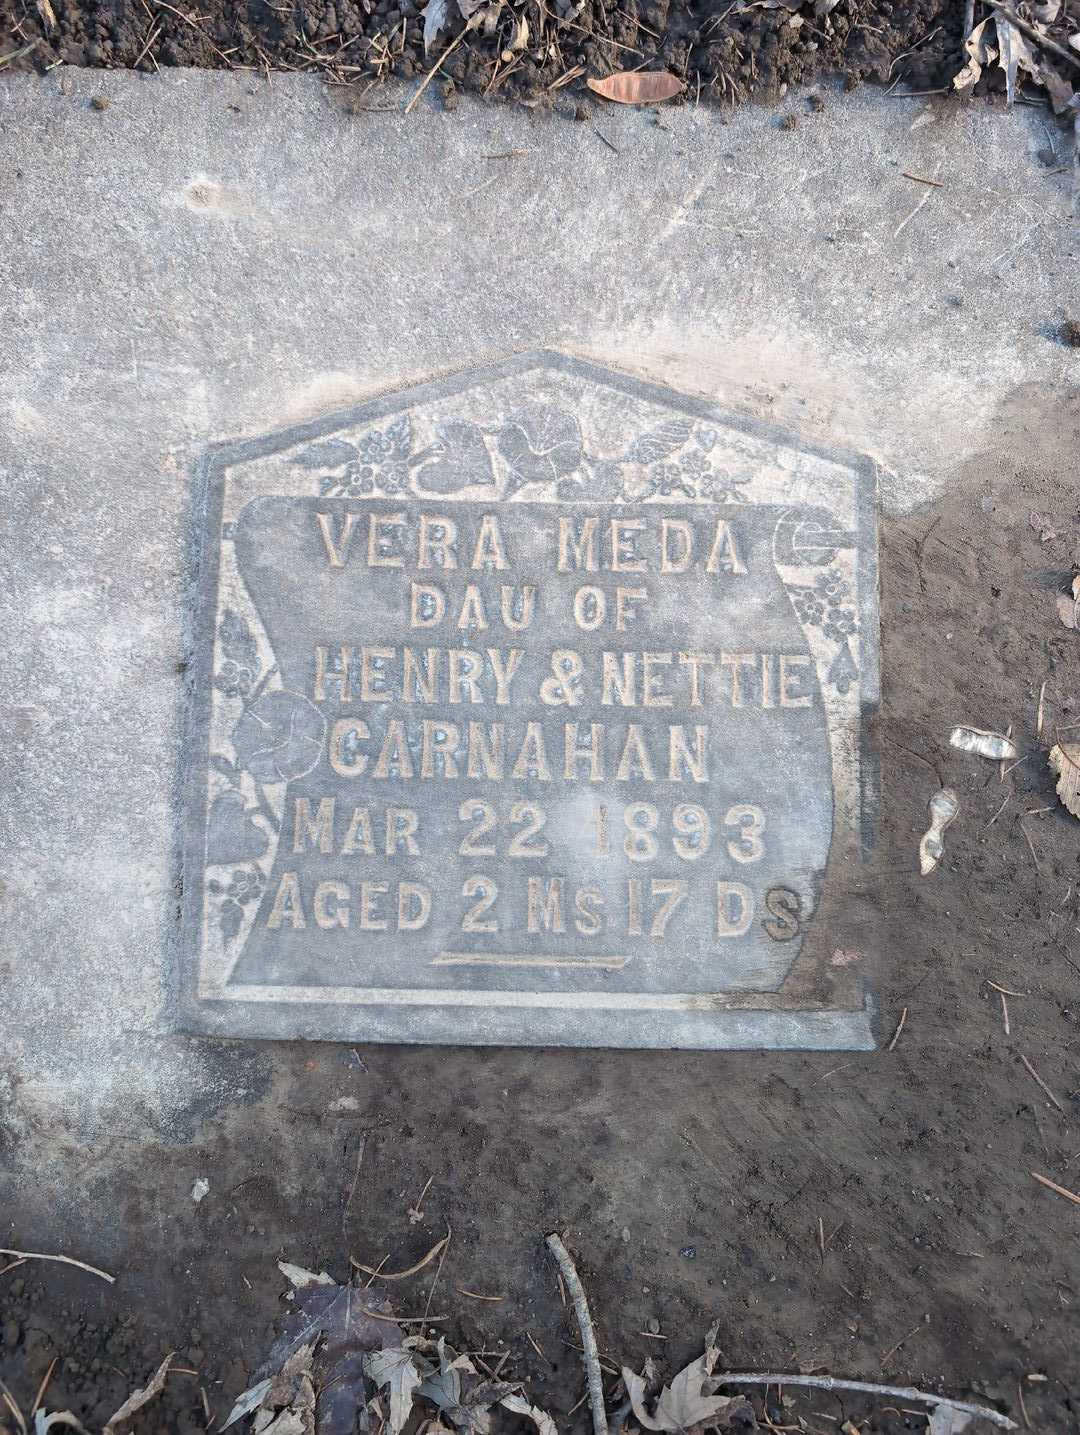 VERA MEDA
DAU OF
HENRY & NETTIE
CARNAHAN
MAR 22 1893
AGED 2 Ms 17 Ds